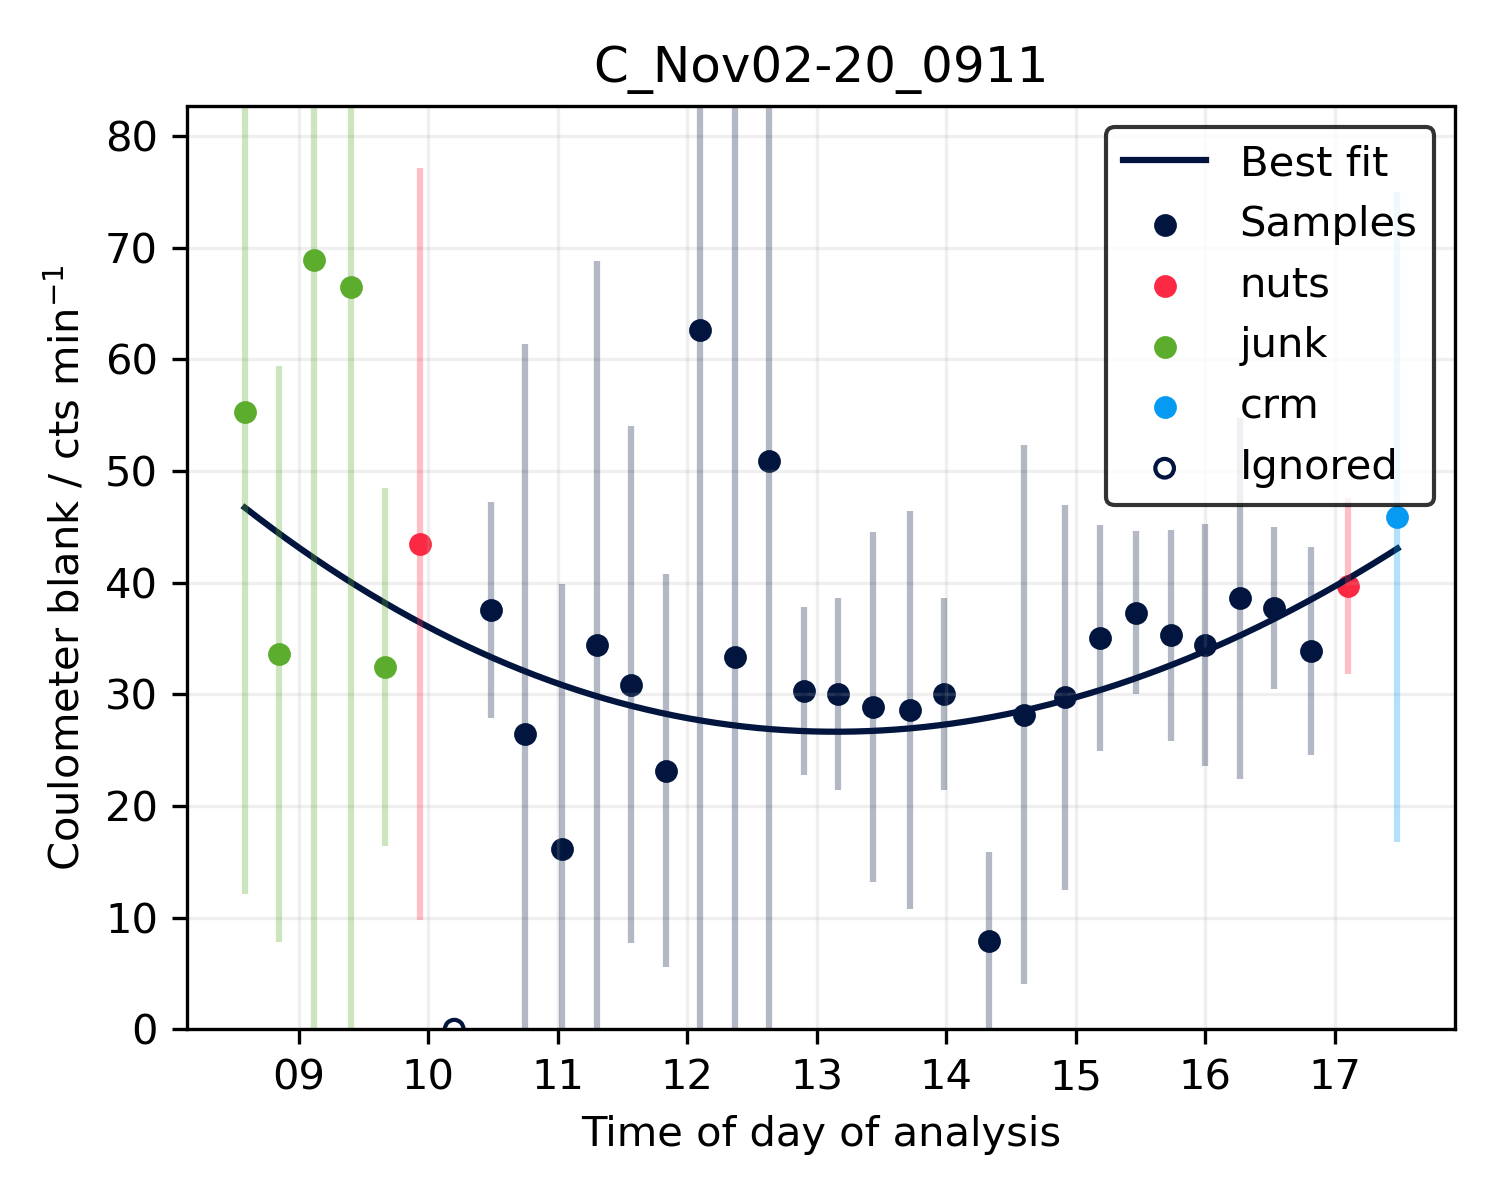 C_Nov02-20_0911
Coulometer blank / cts min⁻¹
80
70
60
50
40
30
20
10
0
Best fit
Samples
nuts
junk
crm
Ignored
09 10 11 12 13 14 15 16 17
Time of day of analysis